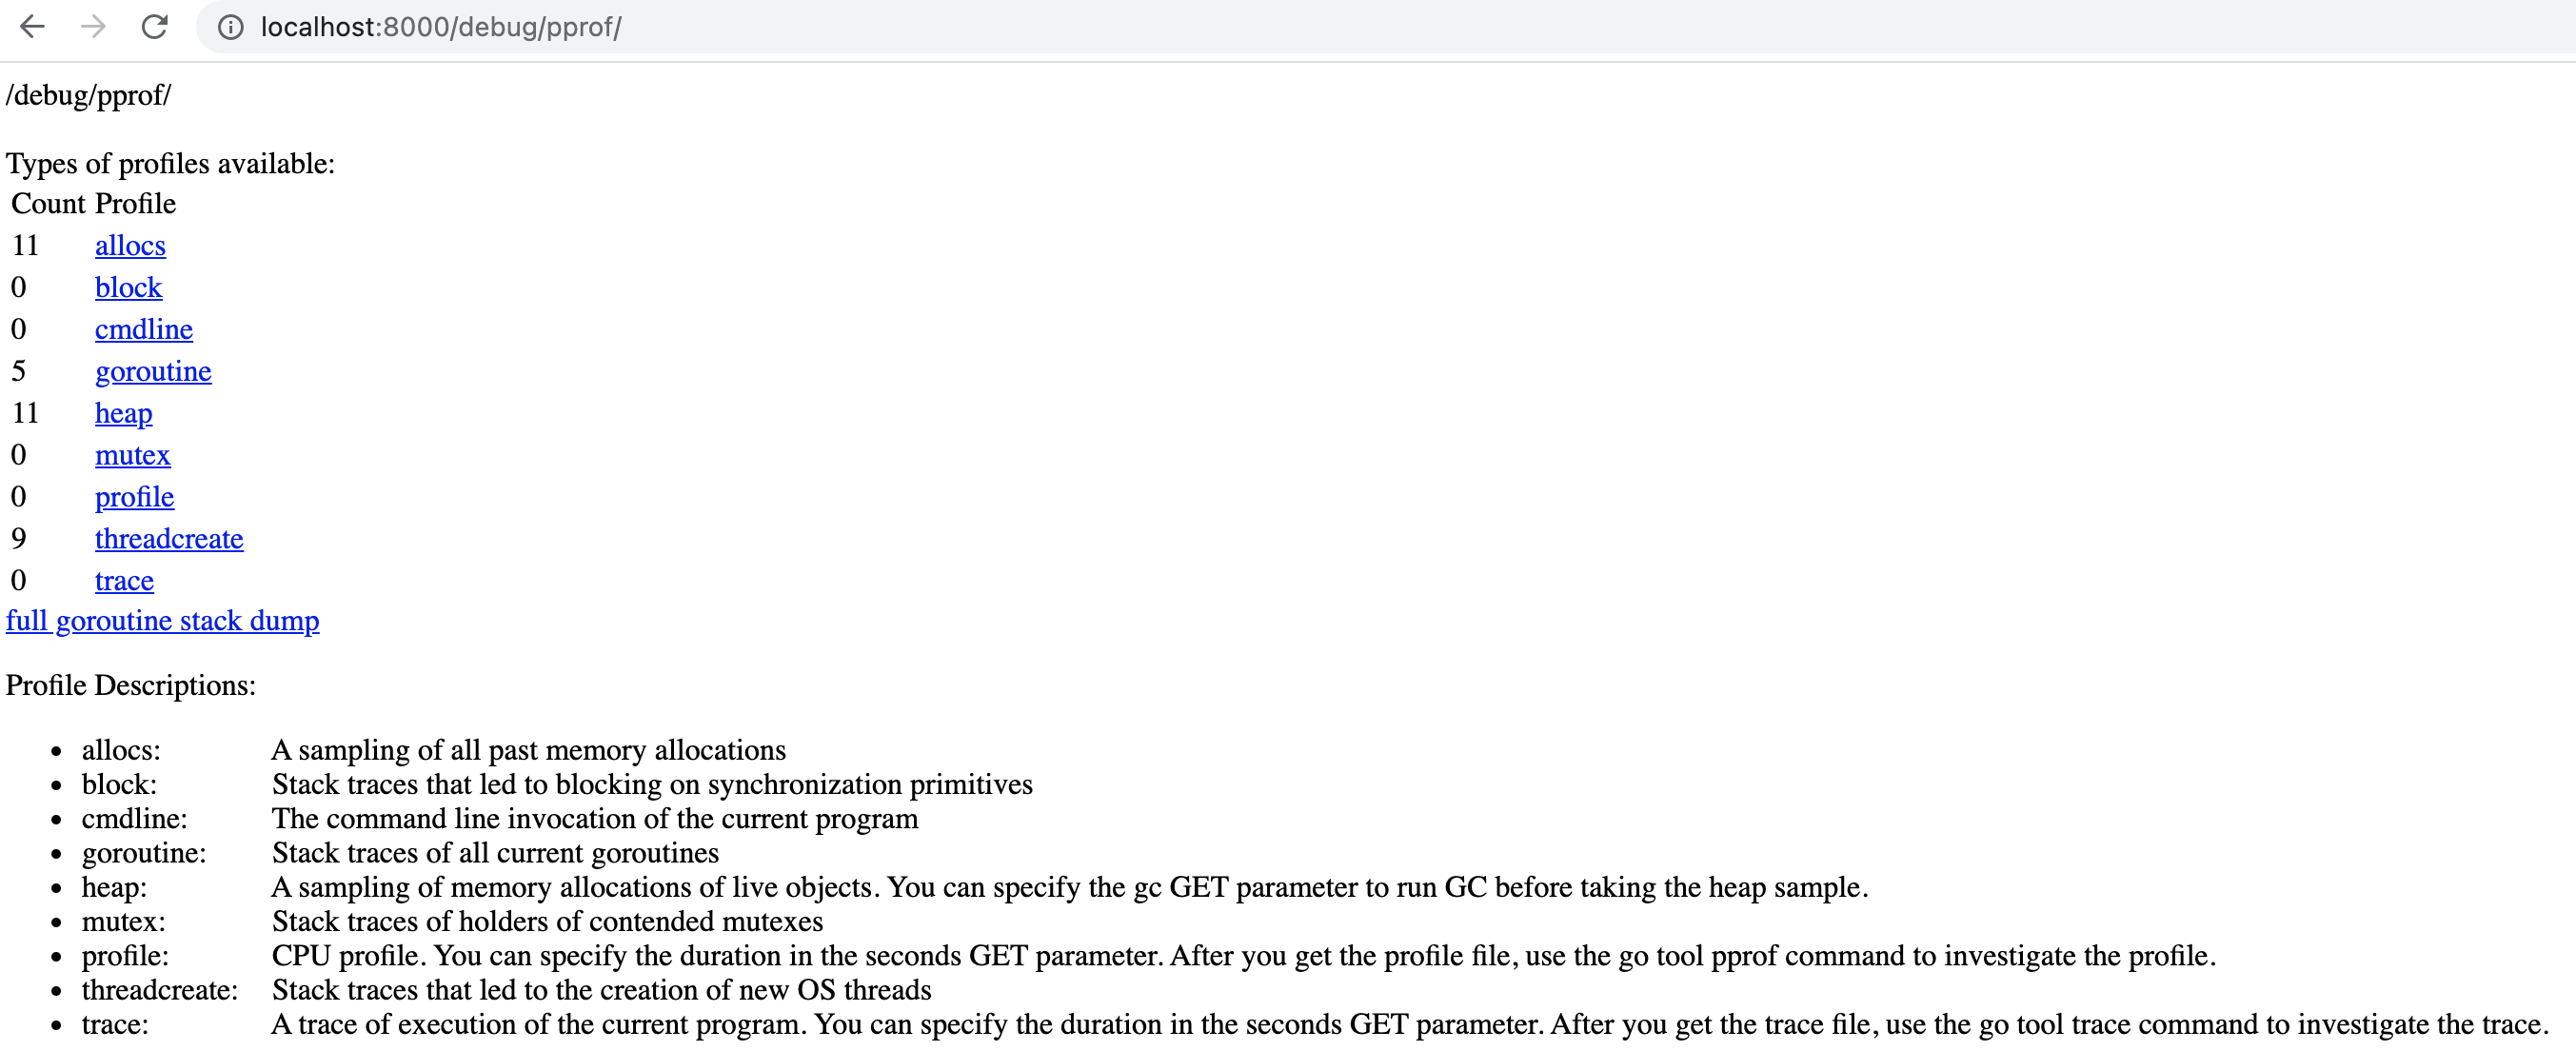 localhost:8000/debug/pprof/
/debug/pprof/
Types of profiles available:
Count Profile
11 allocs
0 block
0 cmdline
5 goroutine
11 heap
0 mutex
0 profile
9 threadcreate
0 trace
full goroutine stack dump
Profile Descriptions:
• allocs: A sampling of all past memory allocations
• block: Stack traces that led to blocking on synchronization primitives
• cmdline: The command line invocation of the current program
• goroutine: Stack traces of all current goroutines
• heap: A sampling of memory allocations of live objects. You can specify the gc GET parameter to run GC before taking the heap sample.
• mutex: Stack traces of holders of contended mutexes
• profile: CPU profile. You can specify the duration in the seconds GET parameter. After you get the profile file, use the go tool pprof command to investigate the profile.
• threadcreate: Stack traces that led to the creation of new OS threads
• trace: A trace of execution of the current program. You can specify the duration in the seconds GET parameter. After you get the trace file, use the go tool trace command to investigate the trace.